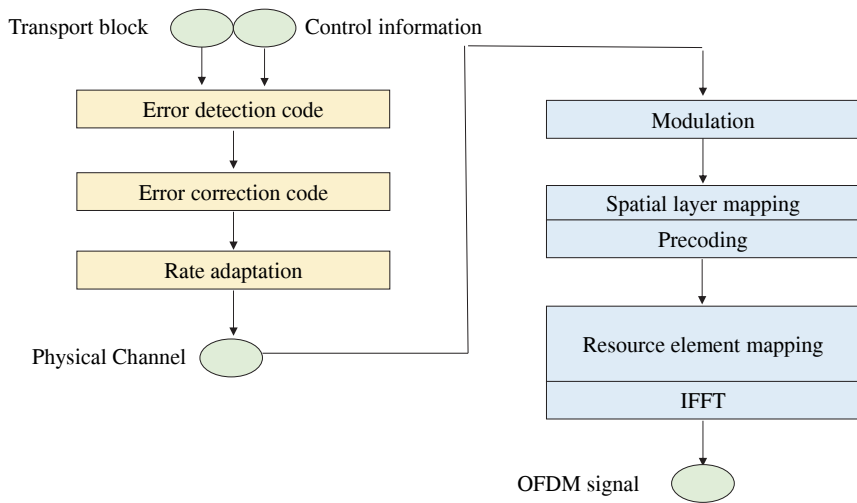 Transport block
Control information
Error detection code
Error correction code
Rate adaptation
Physical Channel
Modulation
Spatial layer mapping
Precoding
Resource element mapping
IFFT
OFDM signal